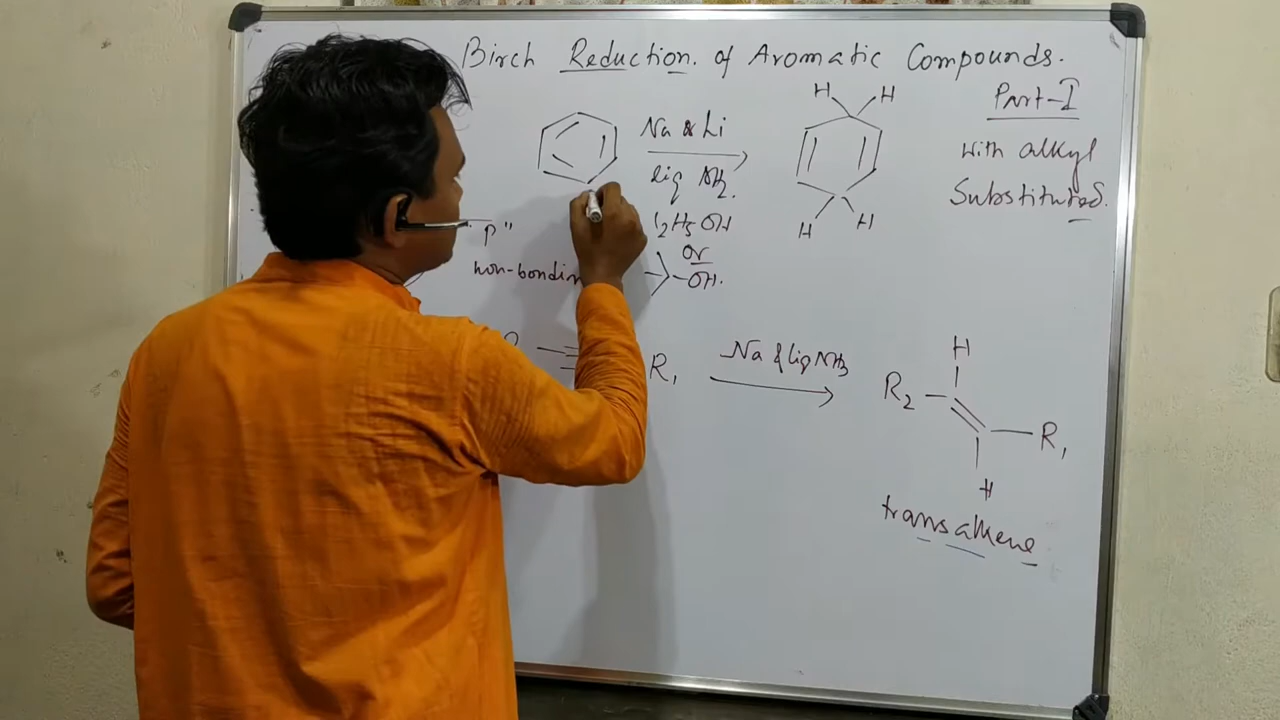 Birch Reduction of Aromatic Compounds.
Part-I
with alkyl
Substituted.
Na & Li
liq NH3.
C2H5OH
Or
OH.
H H
H H
"p"
non-bondin
R1
Na & liq NH3
H
R2
R1
H
trans alkene